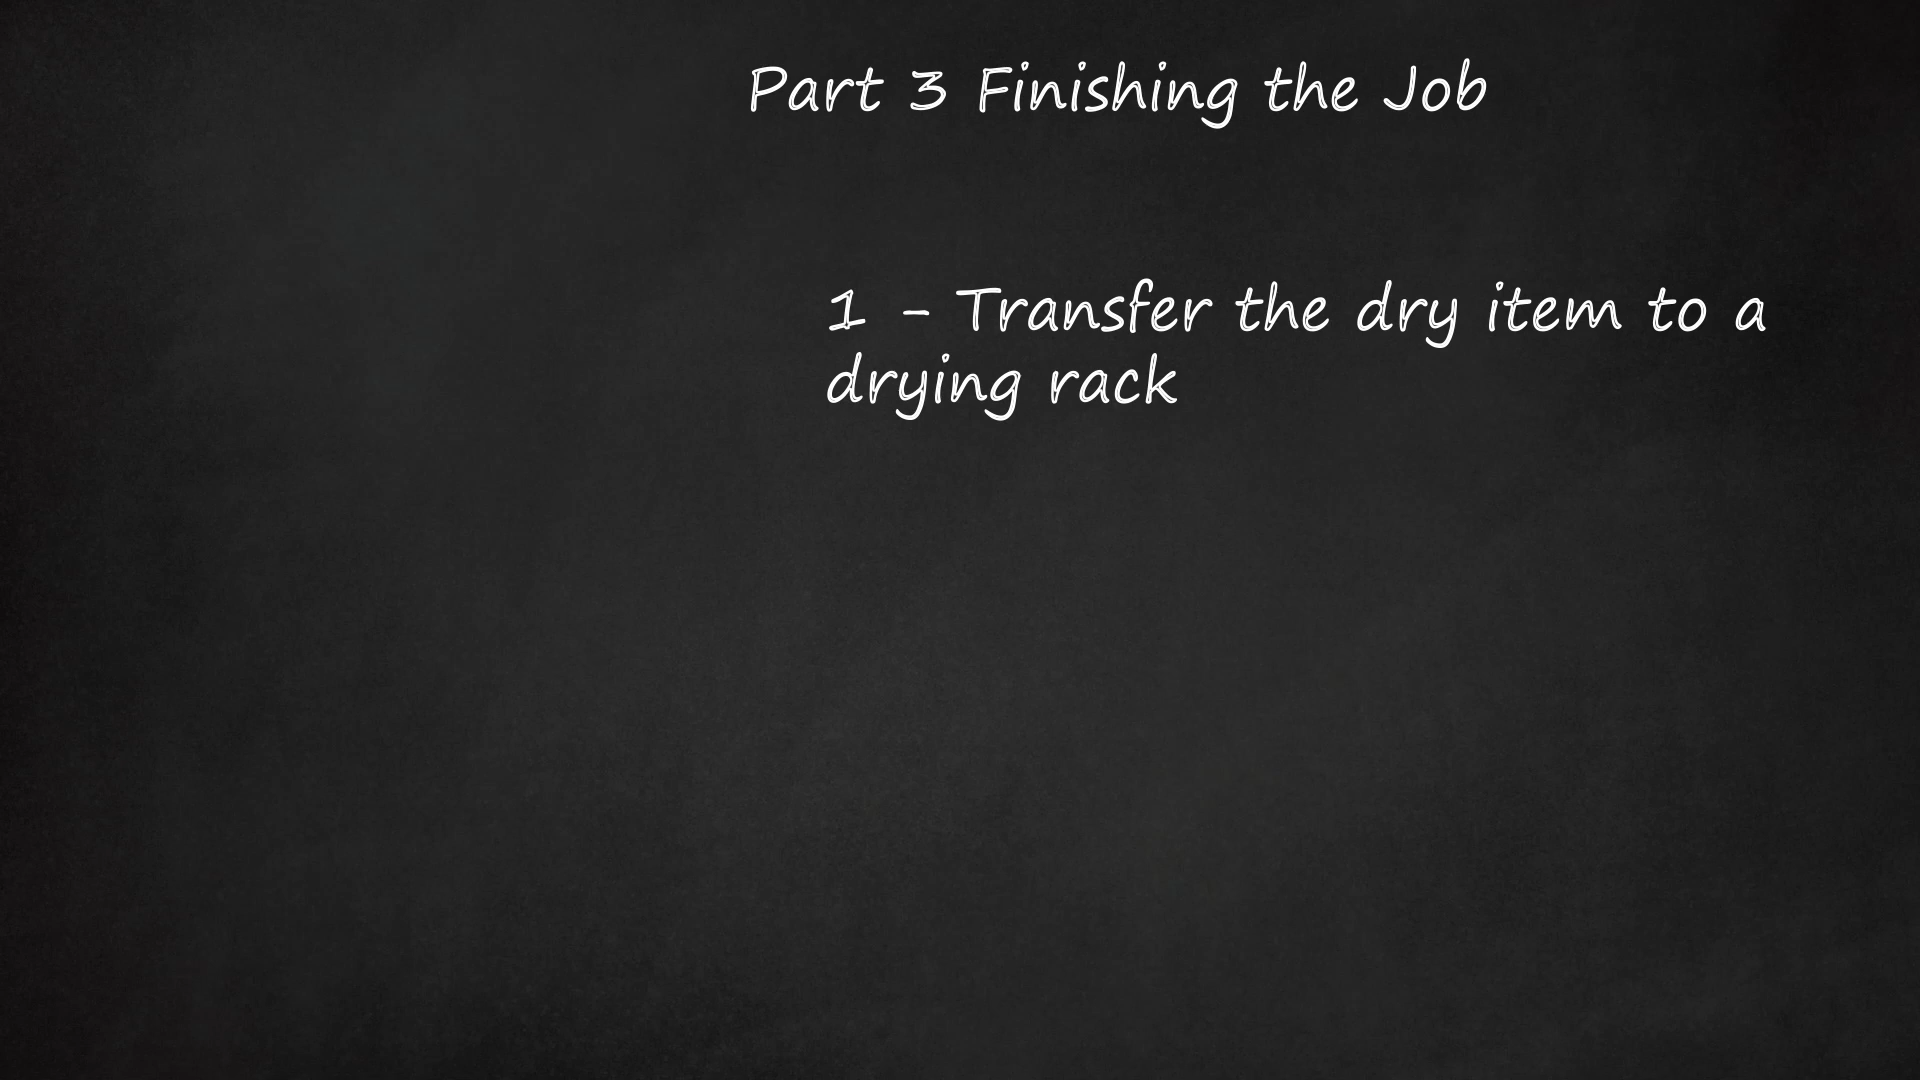 Part 3 Finishing the Job
1 - Transfer the dry item to a
drying rack